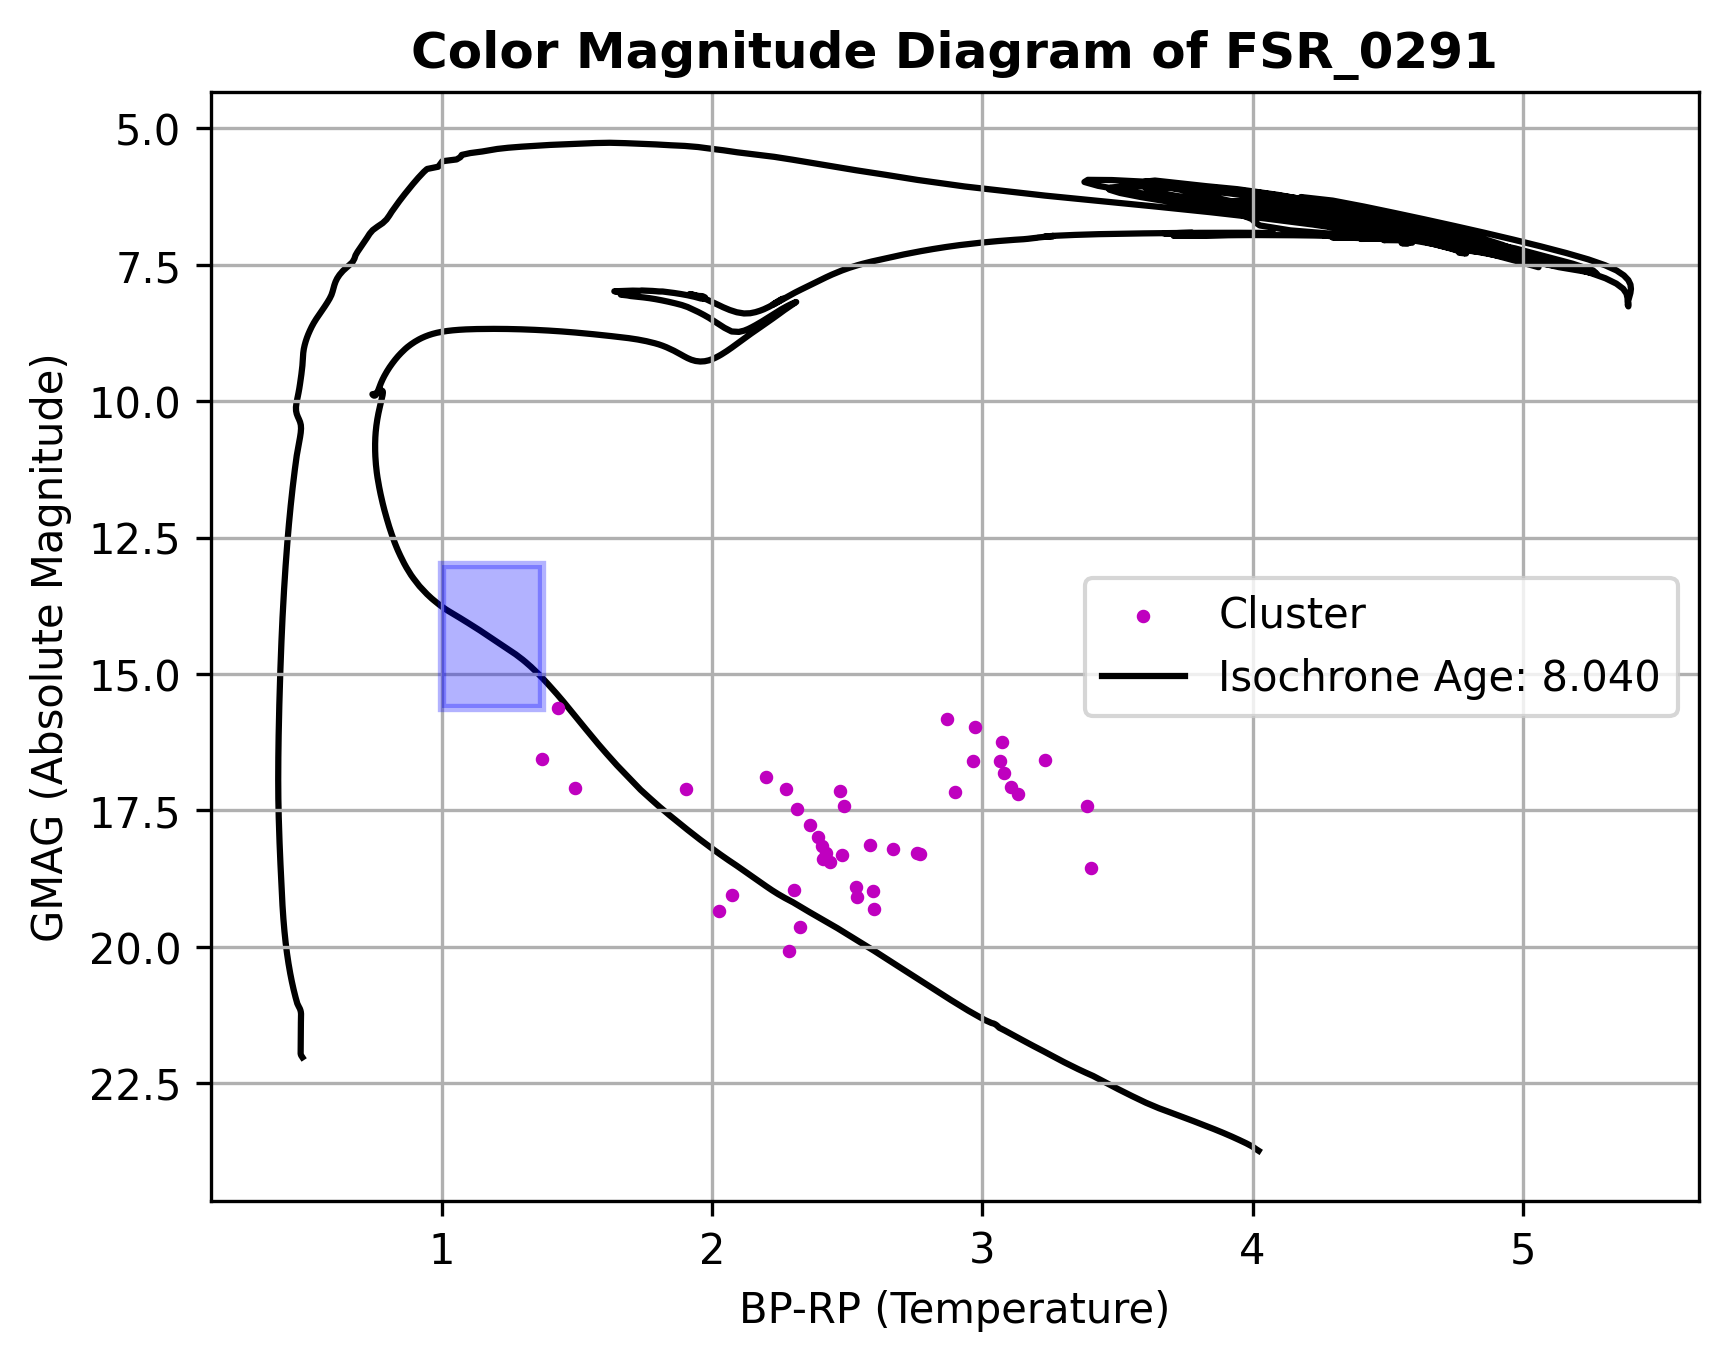 Color Magnitude Diagram of FSR_0291
GMAG (Absolute Magnitude)
5.0
7.5
10.0
12.5
15.0
17.5
20.0
22.5
Cluster
Isochrone Age: 8.040
1 2 3 4 5
BP-RP (Temperature)